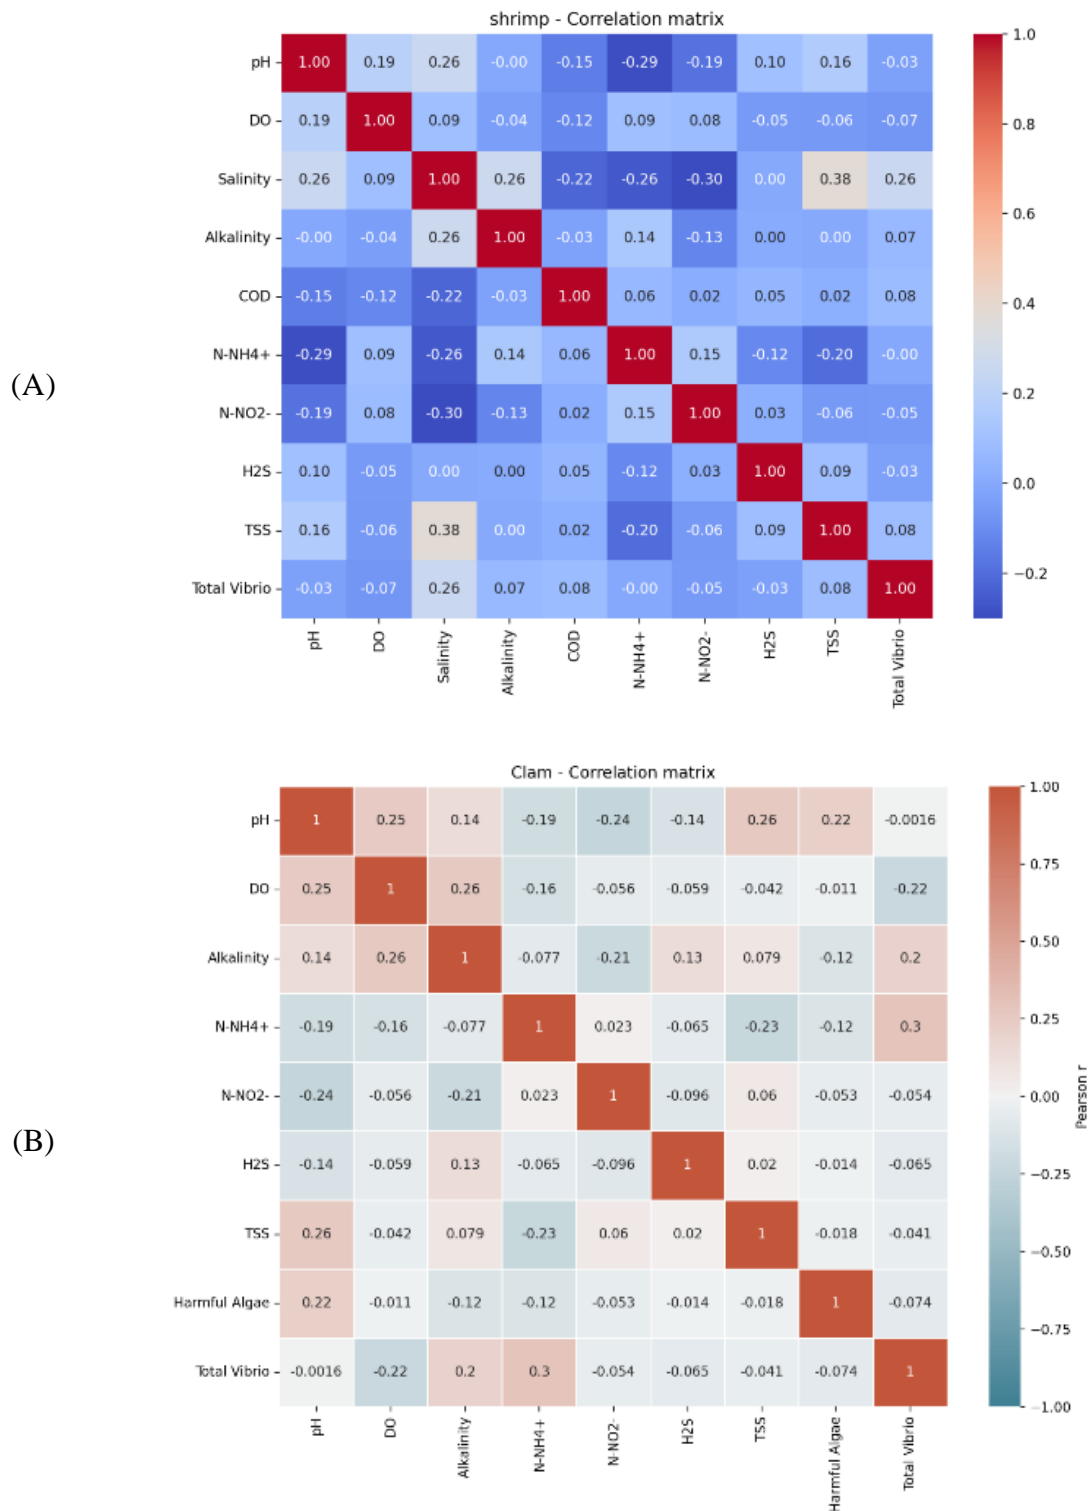 shrimp - Correlation matrix
pH 1.00 0.19 0.26 -0.00 -0.15 -0.29 -0.19 0.10 0.16 -0.03
DO 0.19 1.00 0.09 -0.04 -0.12 0.09 0.08 -0.05 -0.06 -0.07
Salinity 0.26 0.09 1.00 0.26 -0.22 -0.26 -0.30 0.00 0.38 0.26
Alkalinity -0.00 -0.04 0.26 1.00 -0.03 0.14 -0.13 0.00 0.00 0.07
COD -0.15 -0.12 -0.22 -0.03 1.00 0.06 0.02 0.05 0.02 0.08
N-NH4+ -0.29 0.09 -0.26 0.14 0.06 1.00 0.15 -0.12 -0.20 -0.00
(A)
N-NO2- -0.19 0.08 -0.30 -0.13 0.02 0.15 1.00 0.03 -0.06 -0.05
H2S 0.10 -0.05 0.00 0.00 0.05 -0.12 0.03 1.00 0.09 -0.03
TSS 0.16 -0.06 0.38 0.00 0.02 -0.20 -0.06 0.09 1.00 0.08
Total Vibrio -0.03 -0.07 0.26 0.07 0.08 -0.00 -0.05 -0.03 0.08 1.00
pH DO Salinity Alkalinity COD N-NH4+ N-NO2- H2S TSS Total Vibrio
1.0
0.8
0.6
0.4
0.2
0.0
−0.2
Clam - Correlation matrix
pH 1 0.25 0.14 -0.19 -0.24 -0.14 0.26 0.22 -0.0016
DO 0.25 1 0.26 -0.16 -0.056 -0.059 -0.042 -0.011 -0.22
Alkalinity 0.14 0.26 1 -0.077 -0.21 0.13 0.079 -0.12 0.2
N-NH4+ -0.19 -0.16 -0.077 1 0.023 -0.065 -0.23 -0.12 0.3
N-NO2- -0.24 -0.056 -0.21 0.023 1 -0.096 0.06 -0.053 -0.054
(B)
H2S -0.14 -0.059 0.13 -0.065 -0.096 1 0.02 -0.014 -0.065
TSS 0.26 -0.042 0.079 -0.23 0.06 0.02 1 -0.018 -0.041
Harmful Algae 0.22 -0.011 -0.12 -0.12 -0.053 -0.014 -0.018 1 -0.074
Total Vibrio -0.0016 -0.22 0.2 0.3 -0.054 -0.065 -0.041 -0.074 1
pH DO Alkalinity N-NH4+ N-NO2- H2S TSS Harmful Algae Total Vibrio
1.00
0.75
0.50
0.25
0.00
−0.25
−0.50
−0.75
−1.00
Pearson r